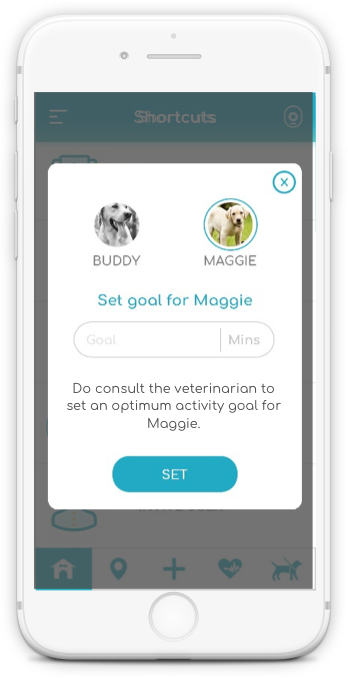 Shortcuts
BUDDY
MAGGIE
Set goal for Maggie
Goal
Mins
Do consult the veterinarian to
set an optimum activity goal for
Maggie.
SET